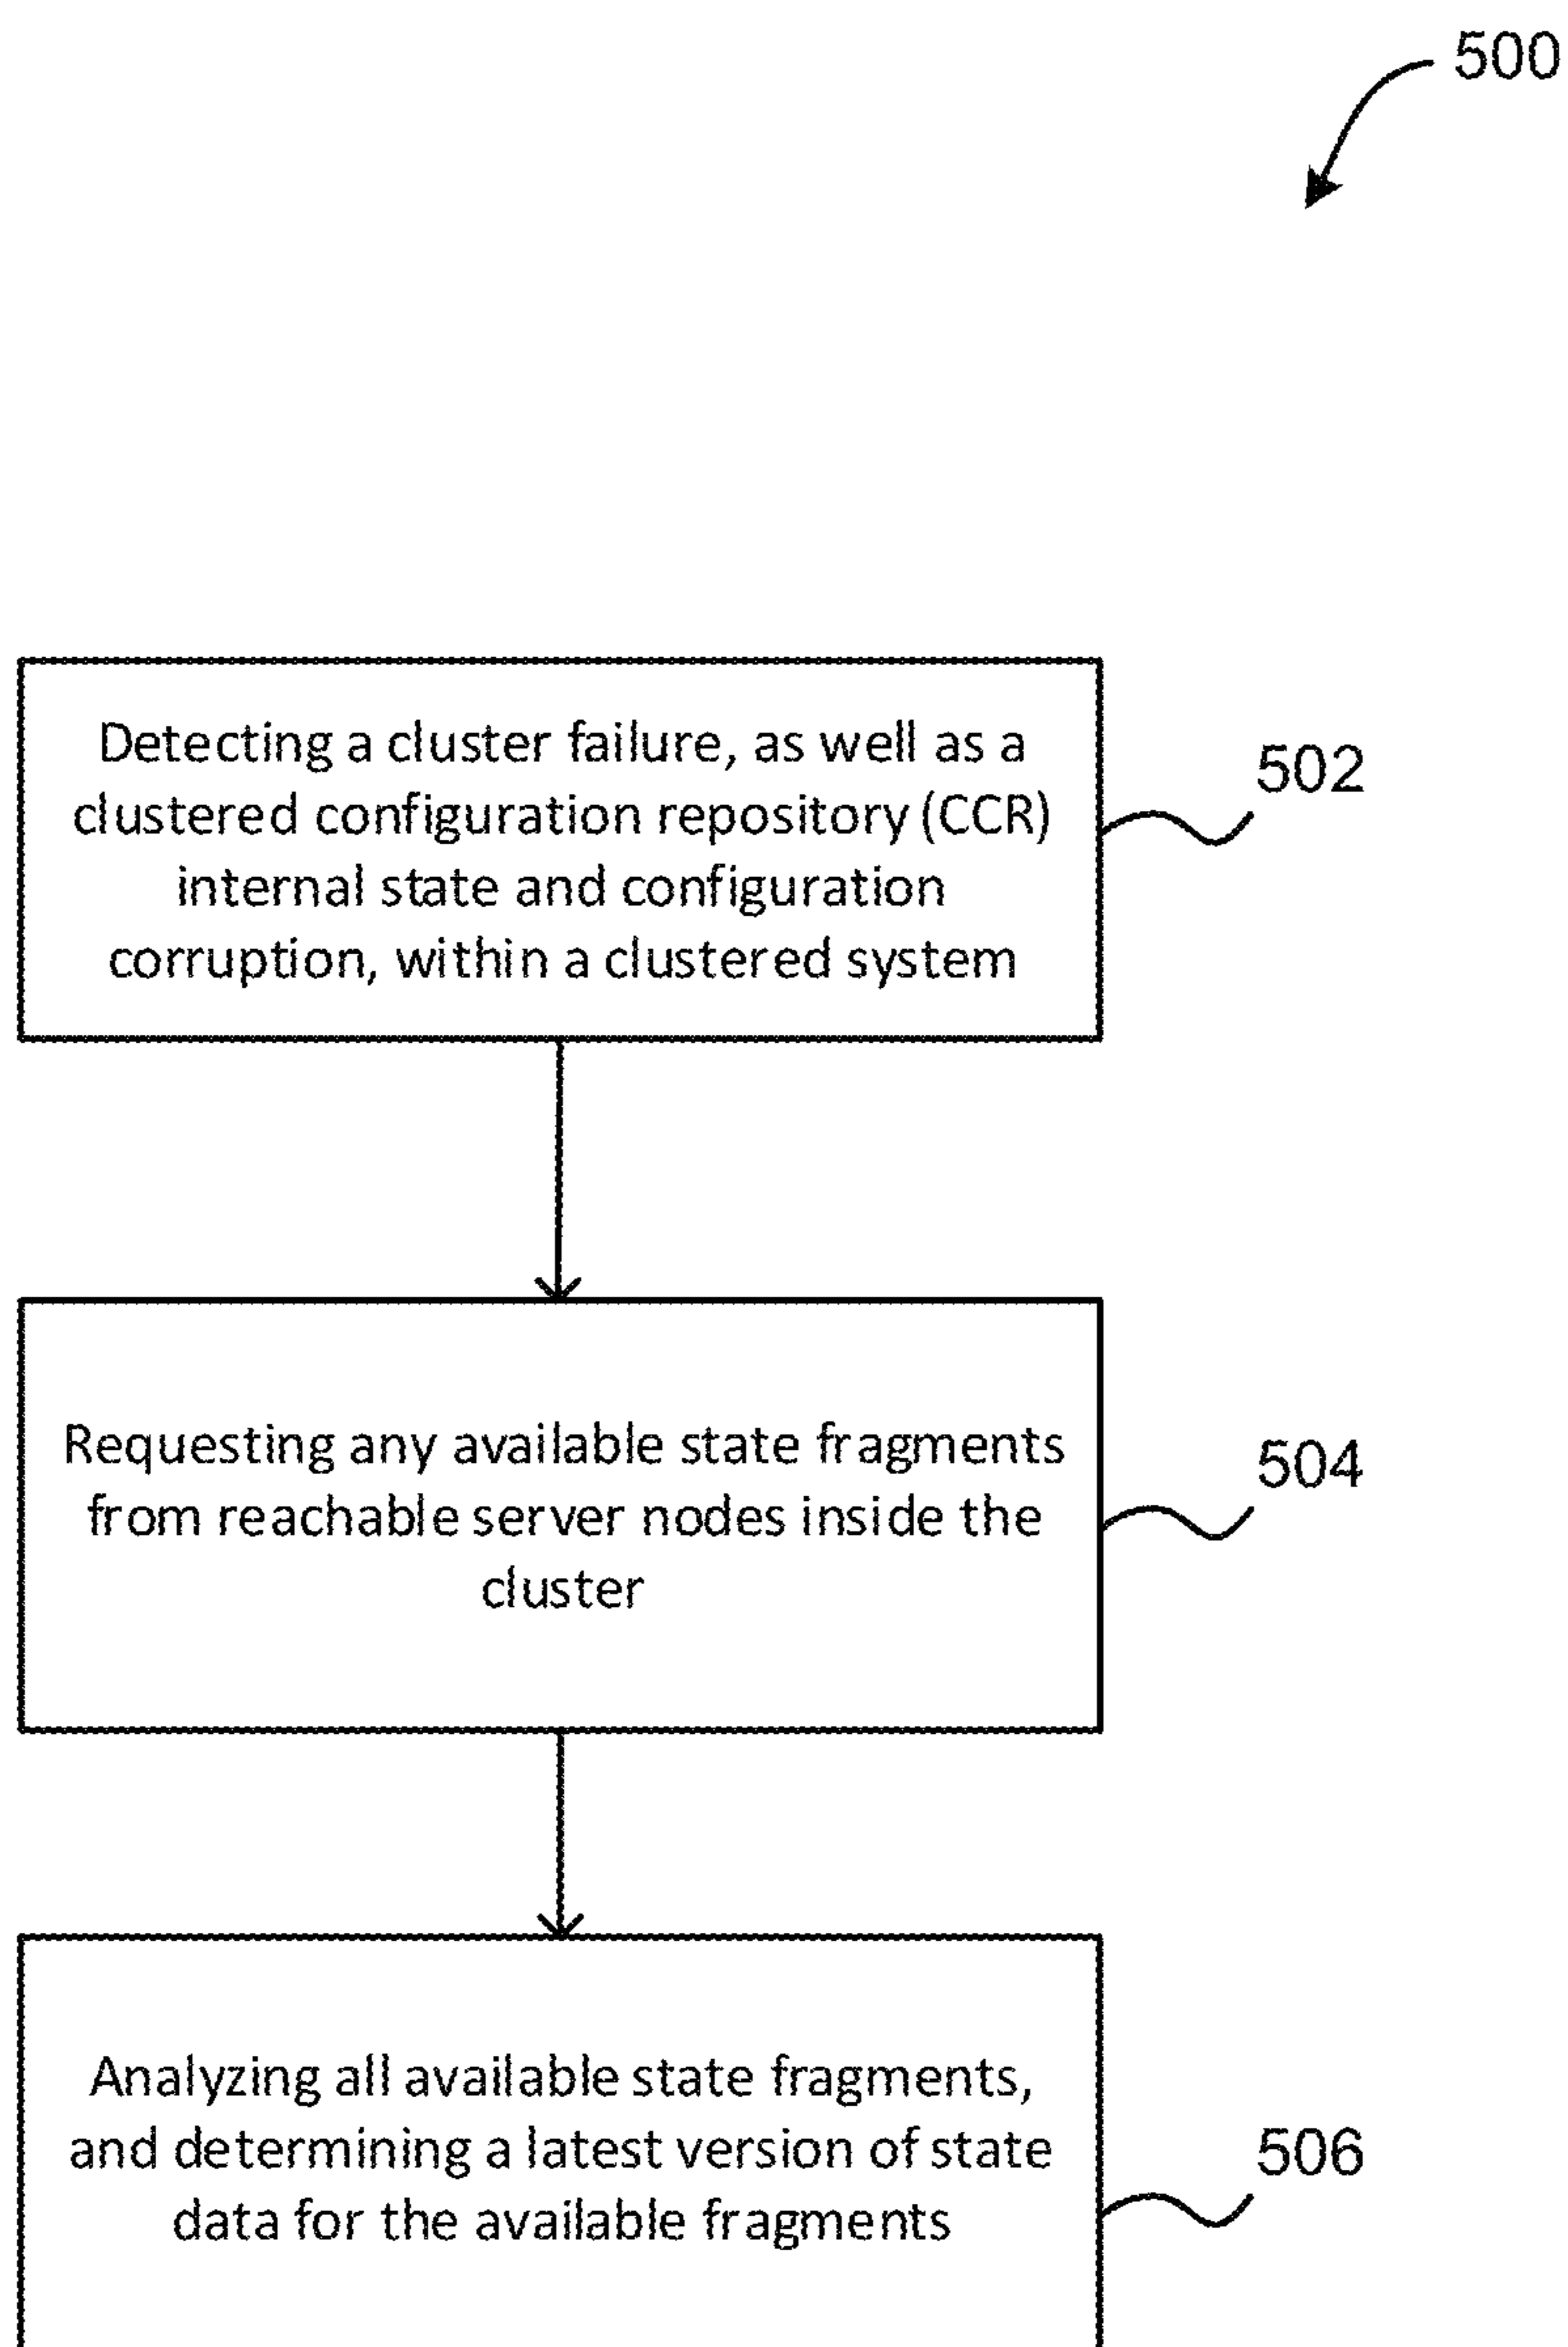 500
Detecting a cluster failure, as well as a
clustered configuration repository (CCR)
internal state and configuration
corruption, within a clustered system
502
Requesting any available state fragments
from reachable server nodes inside the
cluster
504
Analyzing all available state fragments,
and determining a latest version of state
data for the available fragments
506